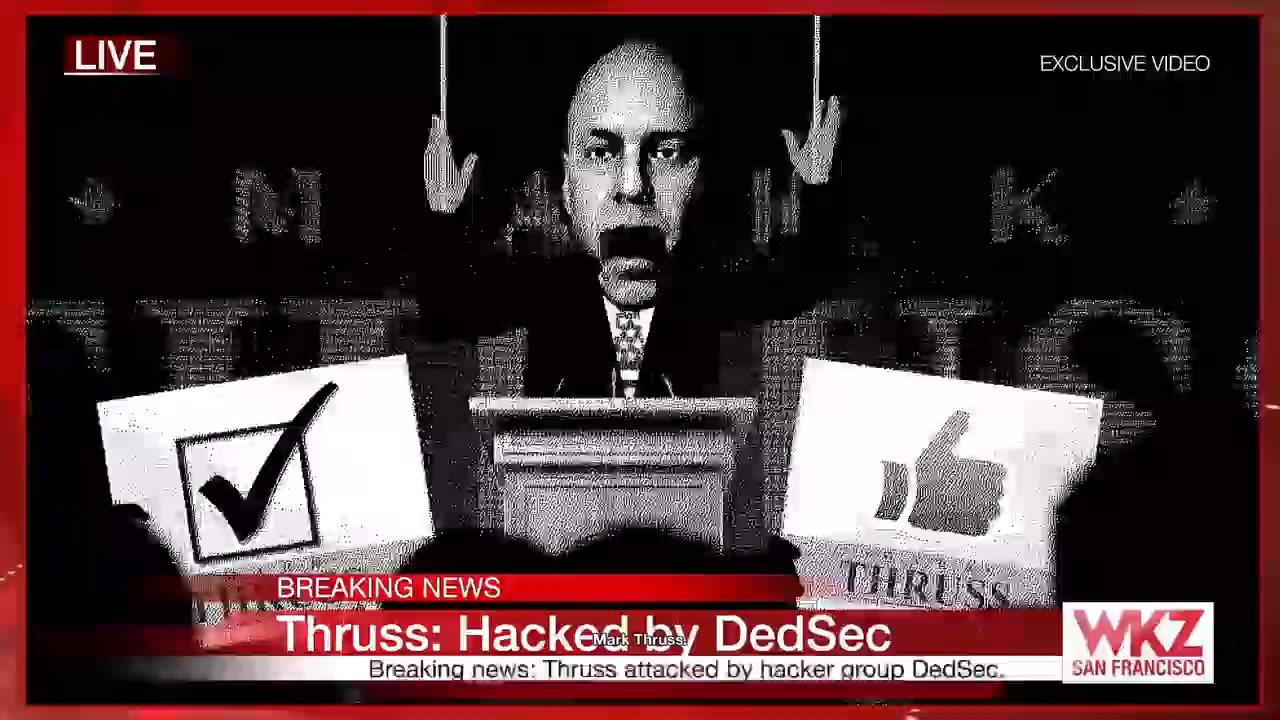 LIVE
EXCLUSIVE VIDEO
M A R K
THRUSS
BREAKING NEWS
Thruss: Hacked by DedSec
Mark Thruss.
Breaking news: Thruss attacked by hacker group DedSec.
WKZ
SAN FRANCISCO